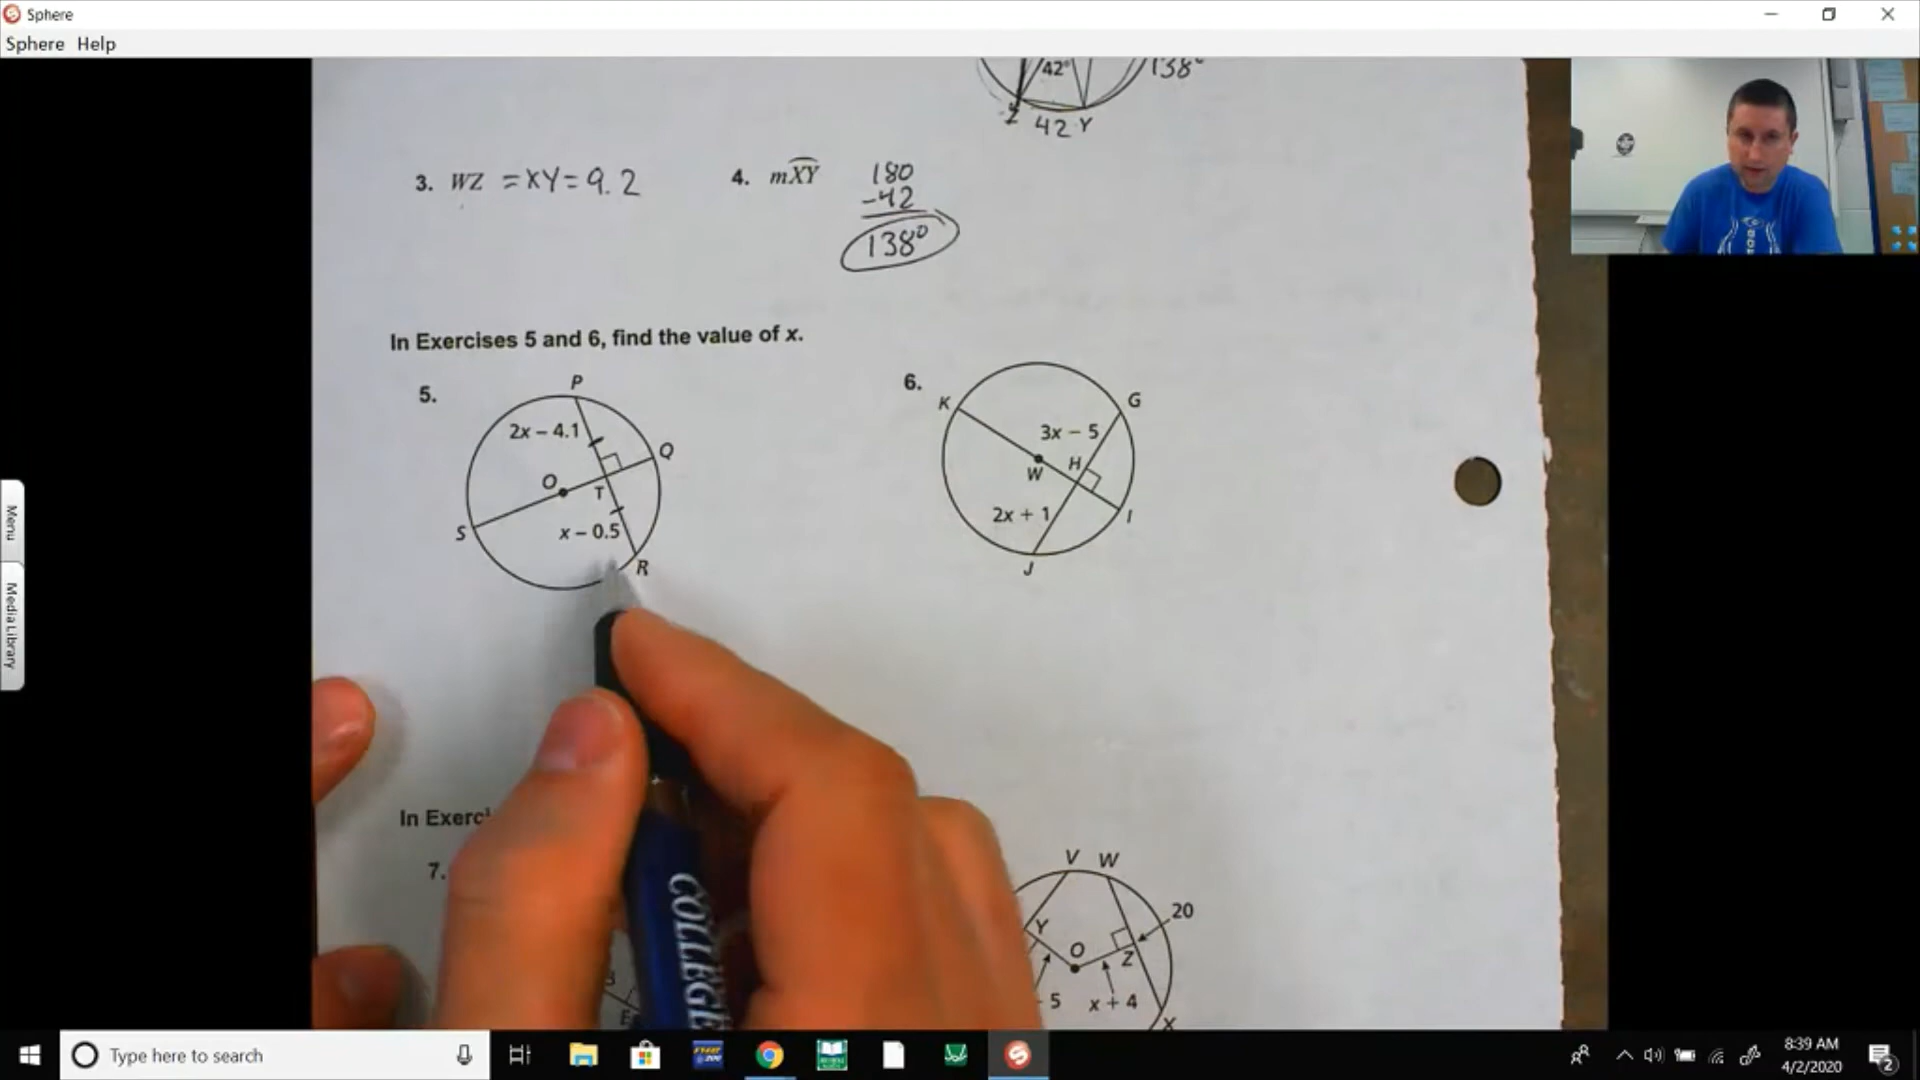 Sphere
Sphere Help
42°
138°
Z 42 Y
3. WZ = XY = 9.2
4. mXY 180
-42
138°
In Exercises 5 and 6, find the value of x.
5.
P
2x – 4.1
Q
O
T
S
x – 0.5
R
6.
K
G
3x – 5
W
H
2x + 1
I
J
Menu
Media Library
In Exerci
7.
V W
20
Y
O
Z
5 x + 4
X
E
COLLEGE
Type here to search
8:39 AM
4/2/2020
2